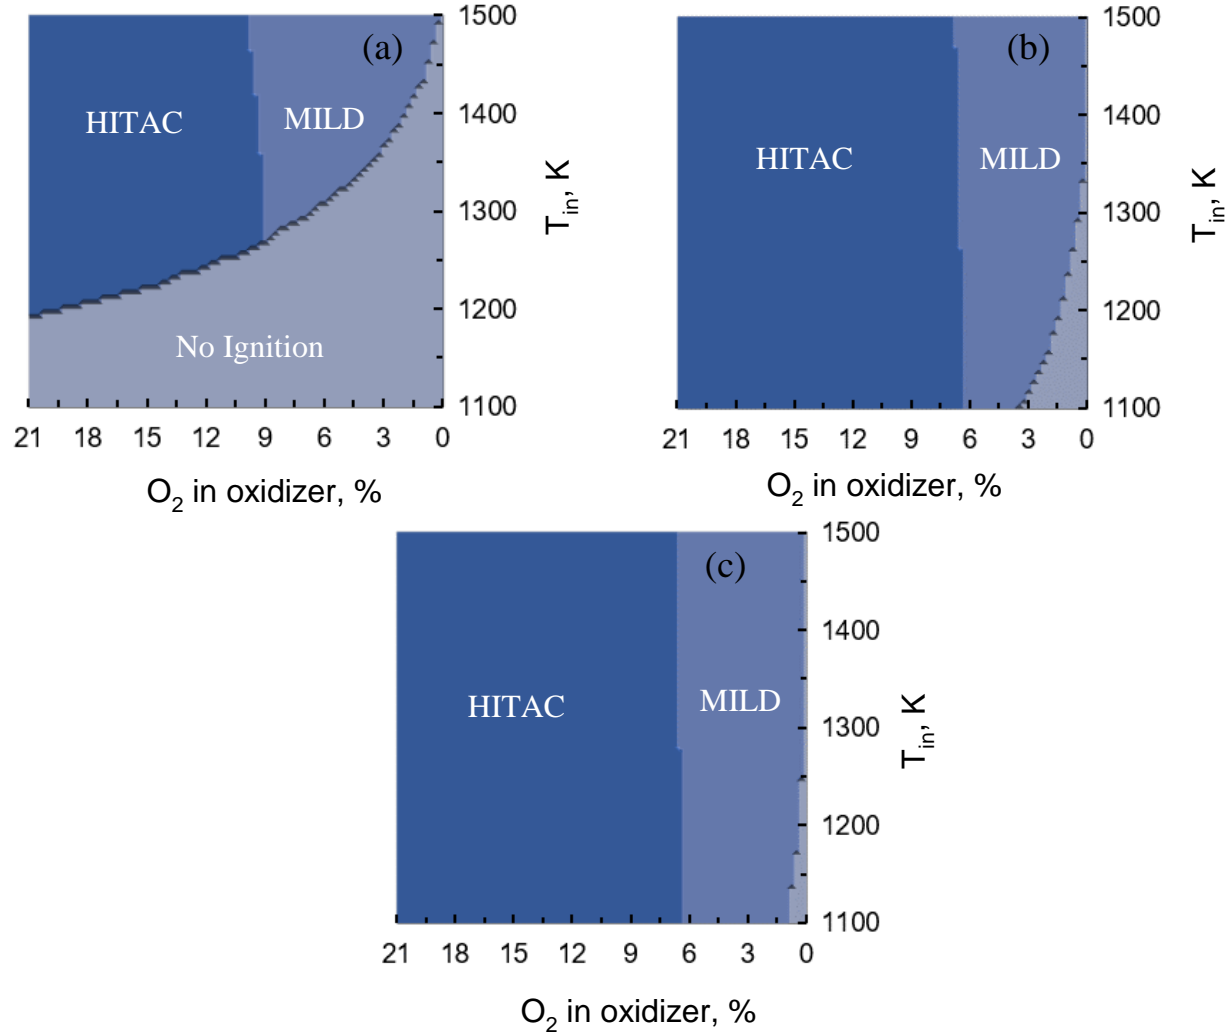 (a)
HITAC
MILD
No Ignition
1500
1400
1300
1200
1100
T_in, K
21 18 15 12 9 6 3 0
O₂ in oxidizer, %
(b)
HITAC
MILD
1500
1400
1300
1200
1100
T_in, K
21 18 15 12 9 6 3 0
O₂ in oxidizer, %
(c)
HITAC
MILD
1500
1400
1300
1200
1100
T_in, K
21 18 15 12 9 6 3 0
O₂ in oxidizer, %